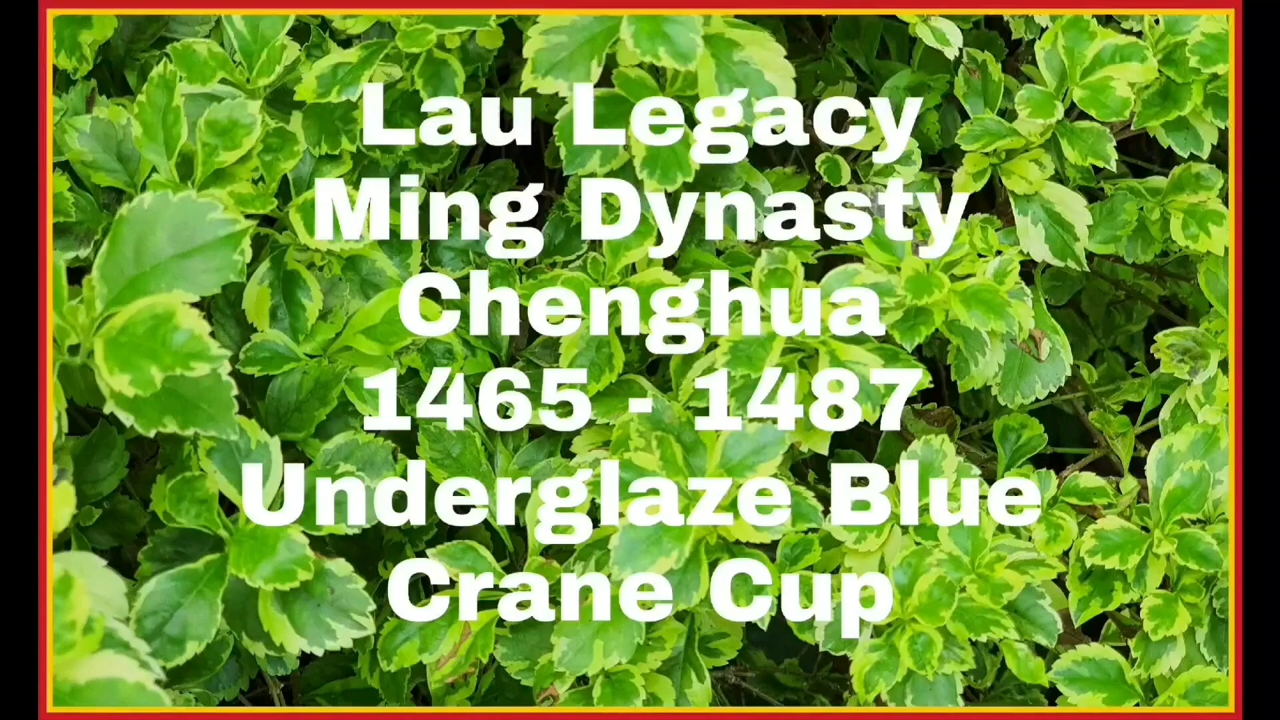 Lau Legacy
Ming Dynasty
Chenghua
1465 - 1487
Underglaze Blue
Crane Cup